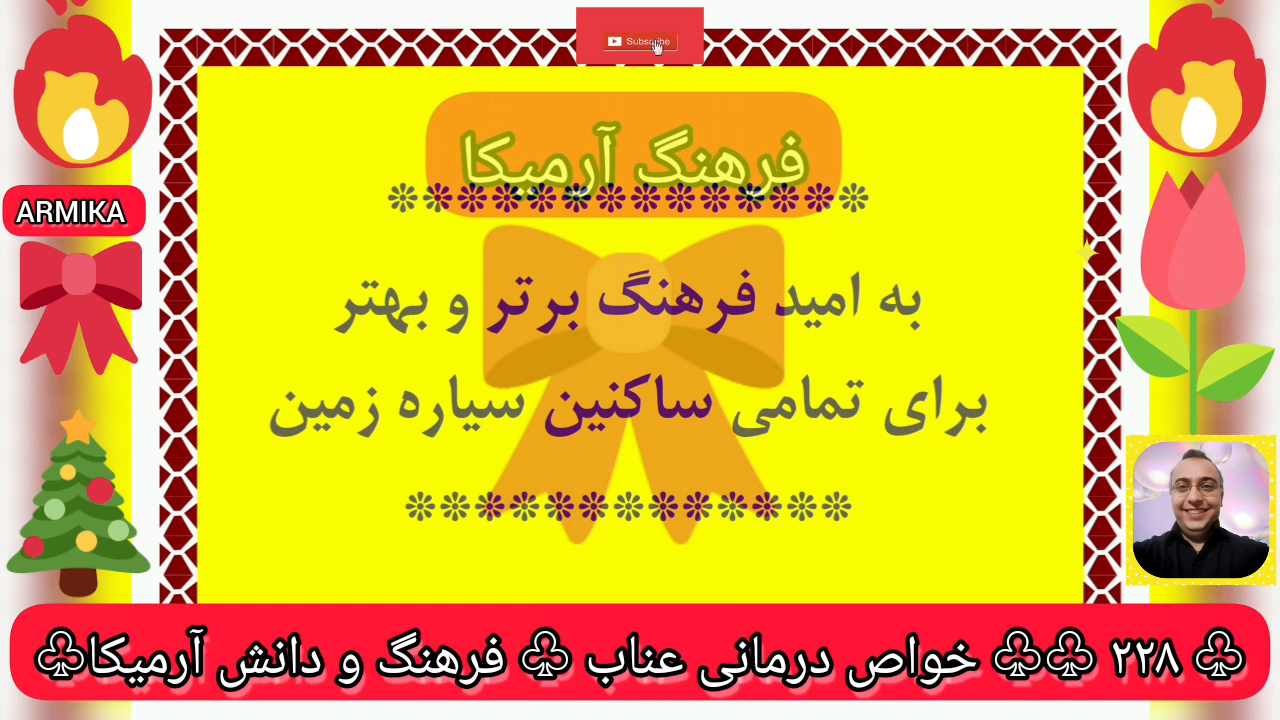 Subscribe
فرهنگ آرمیکا
❊❊❊❊❊❊❊❊❊❊❊❊❊❊
ARMIKA
به امید فرهنگ برتر و بهتر
برای تمامی ساکنین سیاره زمین
❊❊❊❊❊❊❊❊❊❊❊❊❊
♧ ۲۲۸ ♧♧ خواص درمانی عناب ♧ فرهنگ و دانش آرمیکا♧